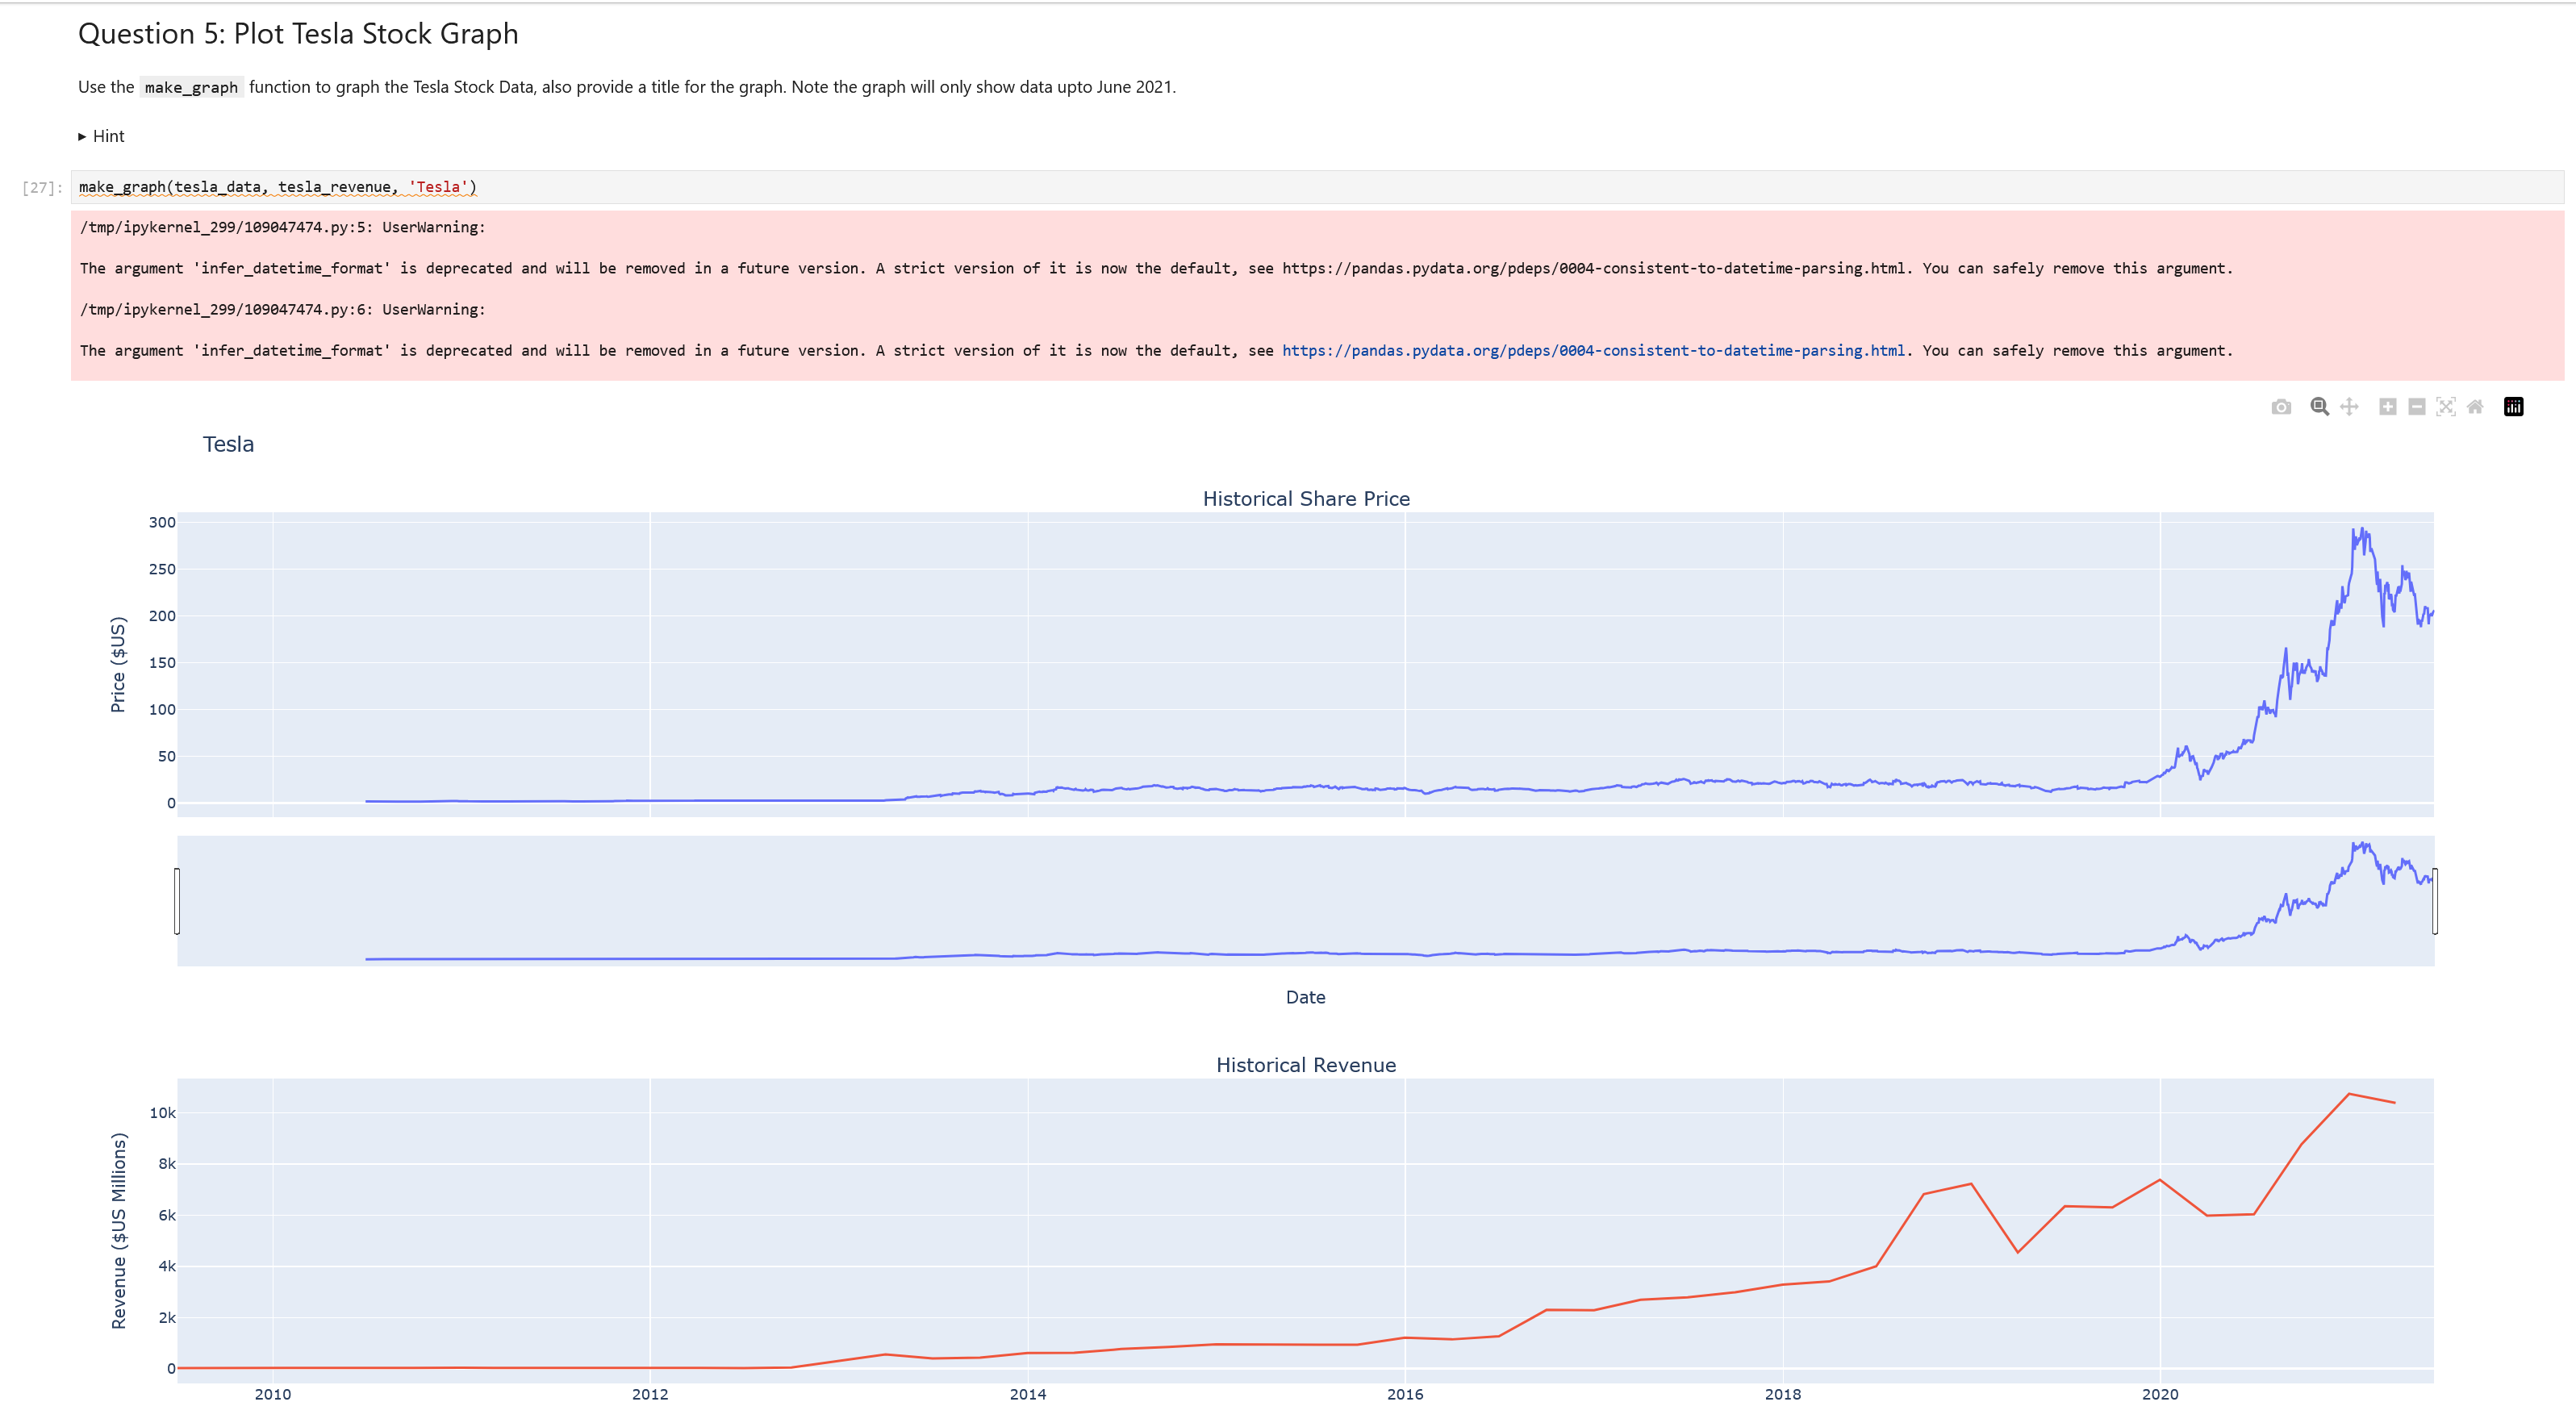 Question 5: Plot Tesla Stock Graph
Use the make_graph function to graph the Tesla Stock Data, also provide a title for the graph. Note the graph will only show data upto June 2021.
▸ Hint
[27]: make_graph(tesla_data, tesla_revenue, 'Tesla')
/tmp/ipykernel_299/109047474.py:5: UserWarning:
The argument 'infer_datetime_format' is deprecated and will be removed in a future version. A strict version of it is now the default, see https://pandas.pydata.org/pdeps/0004-consistent-to-datetime-parsing.html. You can safely remove this argument.
/tmp/ipykernel_299/109047474.py:6: UserWarning:
The argument 'infer_datetime_format' is deprecated and will be removed in a future version. A strict version of it is now the default, see https://pandas.pydata.org/pdeps/0004-consistent-to-datetime-parsing.html. You can safely remove this argument.
Tesla
Historical Share Price
Price ($US)
300
250
200
150
100
50
0
Date
Historical Revenue
Revenue ($US Millions)
10k
8k
6k
4k
2k
0
2010 2012 2014 2016 2018 2020